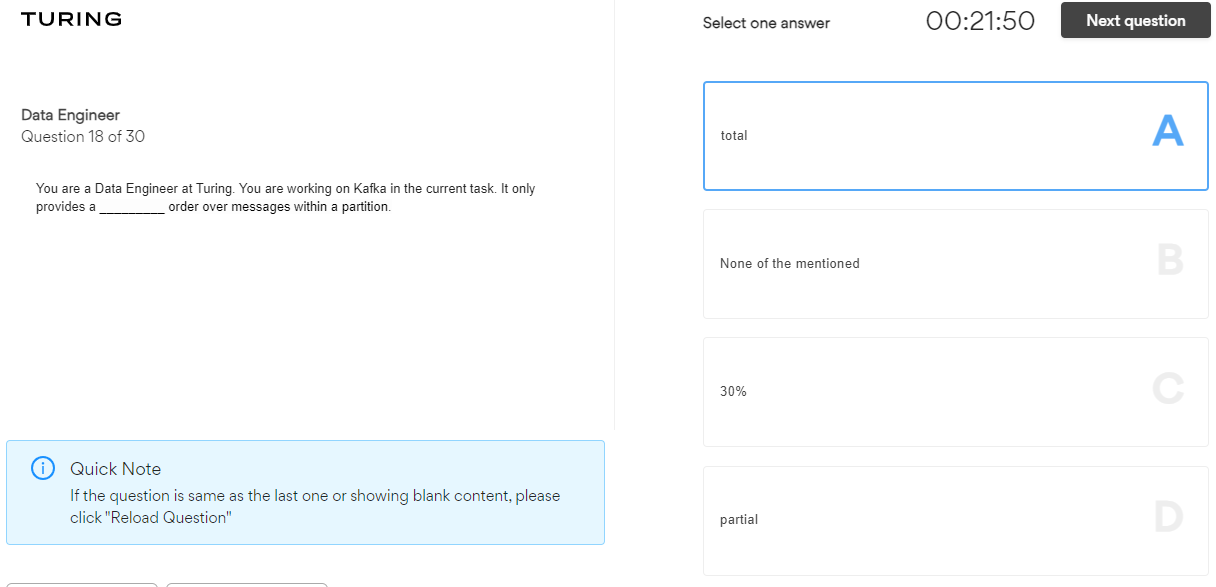 TURING
Data Engineer
Question 18 of 30
You are a Data Engineer at Turing. You are working on Kafka in the current task. It only
provides a _________ order over messages within a partition.
Quick Note
If the question is same as the last one or showing blank content, please
click "Reload Question"
Select one answer
00:21:50
Next question
total
A
None of the mentioned
B
30%
C
partial
D